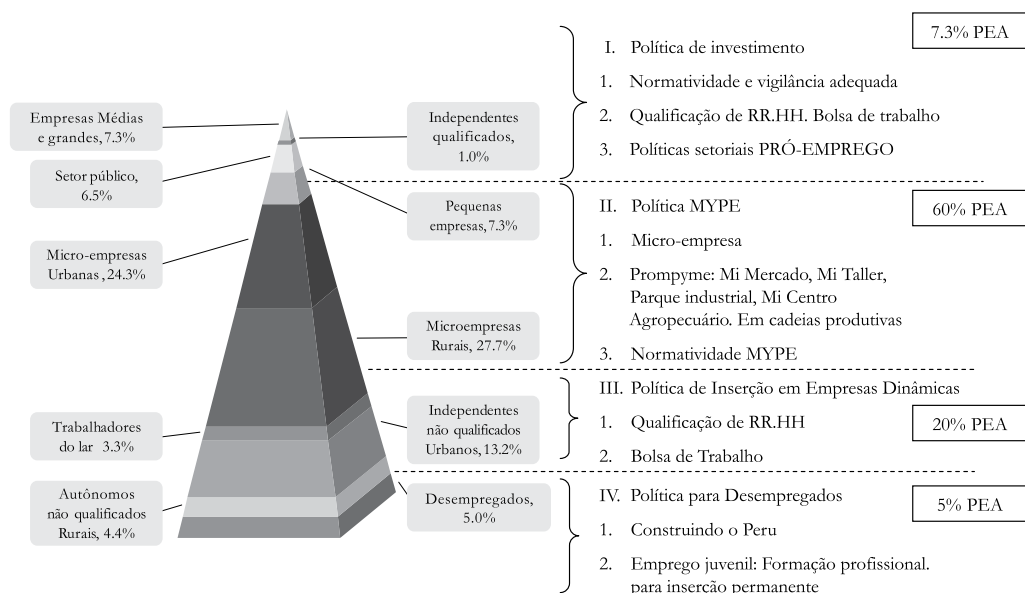 Empresas Médias
e grandes, 7.3%
Setor público,
6.5%
Micro-empresas
Urbanas , 24.3%
Trabalhadores
do lar 3.3%
Autônomos
não qualificados
Rurais, 4.4%
Independentes
qualificados,
1.0%
Pequenas
empresas, 7.3%
Microempresas
Rurais, 27.7%
Independentes
não qualificados
Urbanos, 13.2%
Desempregados,
5.0%
7.3% PEA
I. Política de investimento
1. Normatividade e vigilância adequada
2. Qualificação de RR.HH. Bolsa de trabalho
3. Políticas setoriais PRÓ-EMPREGO
60% PEA
II. Política MYPE
1. Micro-empresa
2. Prompyme: Mi Mercado, Mi Taller,
Parque industrial, Mi Centro
Agropecuário. Em cadeias produtivas
3. Normatividade MYPE
III. Política de Inserção em Empresas Dinâmicas
1. Qualificação de RR.HH
20% PEA
2. Bolsa de Trabalho
IV. Política para Desempregados
5% PEA
1. Construindo o Peru
2. Emprego juvenil: Formação profissional.
para inserção permanente